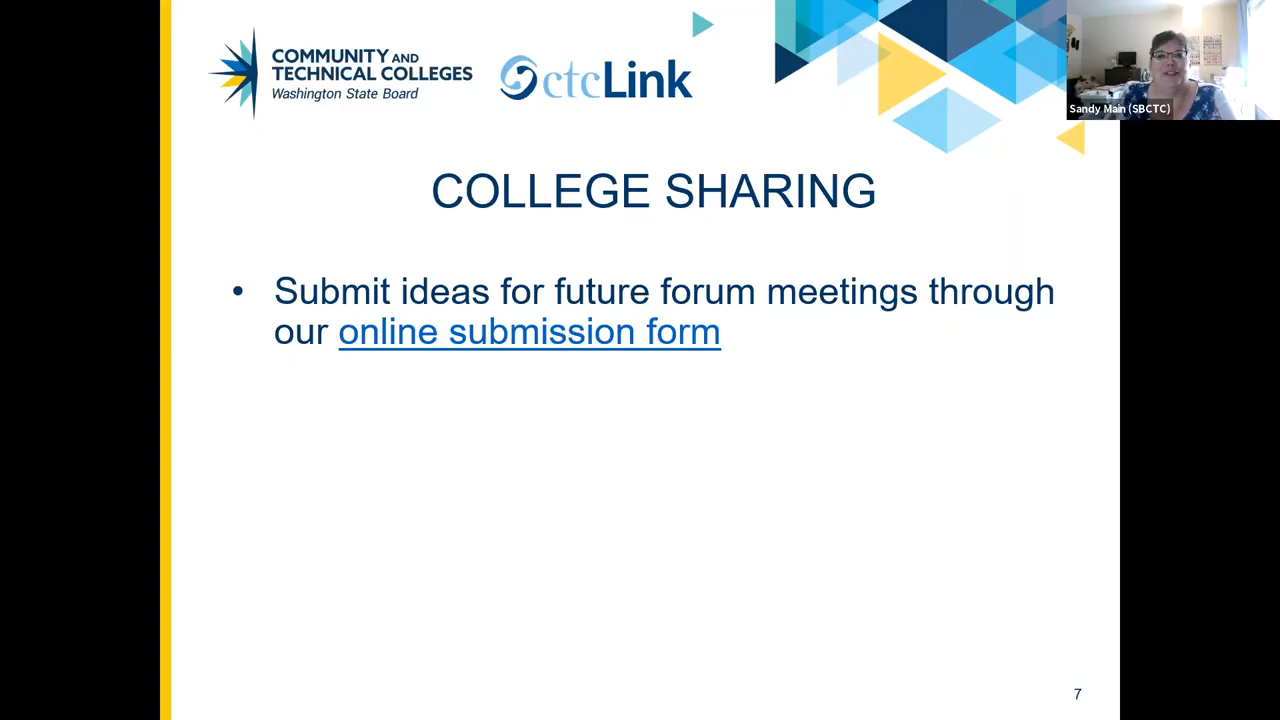 COMMUNITY AND
TECHNICAL COLLEGES
Washington State Board
ctcLink
Sandy Main (SBCTC)
COLLEGE SHARING
• Submit ideas for future forum meetings through
our online submission form
7